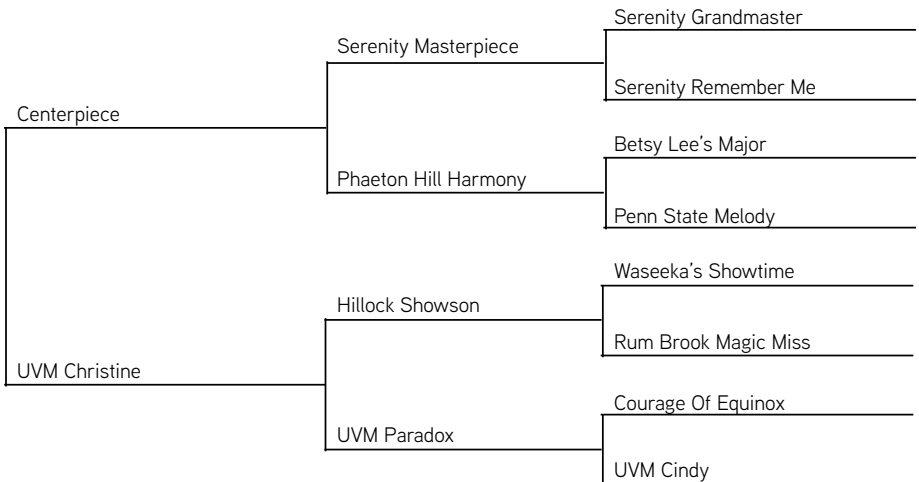 Serenity Grandmaster
Serenity Masterpiece
Serenity Remember Me
Centerpiece
Betsy Lee's Major
Phaeton Hill Harmony
Penn State Melody
Waseeka's Showtime
Hillock Showson
Rum Brook Magic Miss
UVM Christine
Courage Of Equinox
UVM Paradox
UVM Cindy